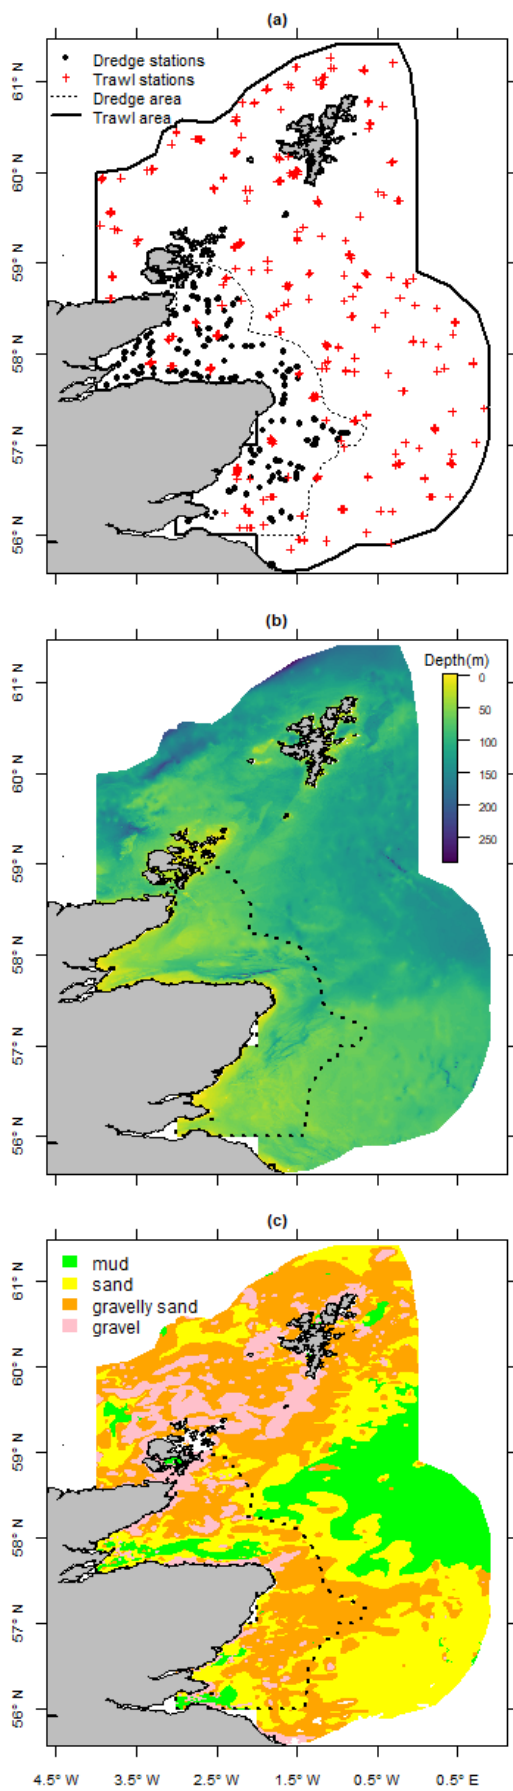 (a)
Dredge stations
Trawl stations
Dredge area
Trawl area
61° N
60° N
59° N
58° N
57° N
56° N
(b)
Depth(m)
0
50
100
150
200
250
61° N
60° N
59° N
58° N
57° N
56° N
(c)
mud
sand
gravelly sand
gravel
61° N
60° N
59° N
58° N
57° N
56° N
4.5° W 3.5° W 2.5° W 1.5° W 0.5° W 0.5° E